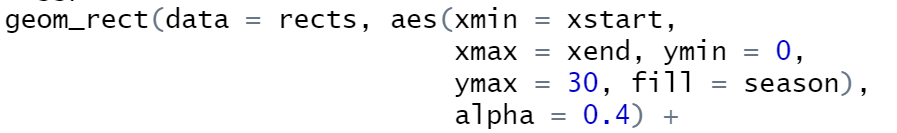 geom_rect(data = rects, aes(xmin = xstart,
xmax = xend, ymin = 0,
ymax = 30, fill = season),
alpha = 0.4) +